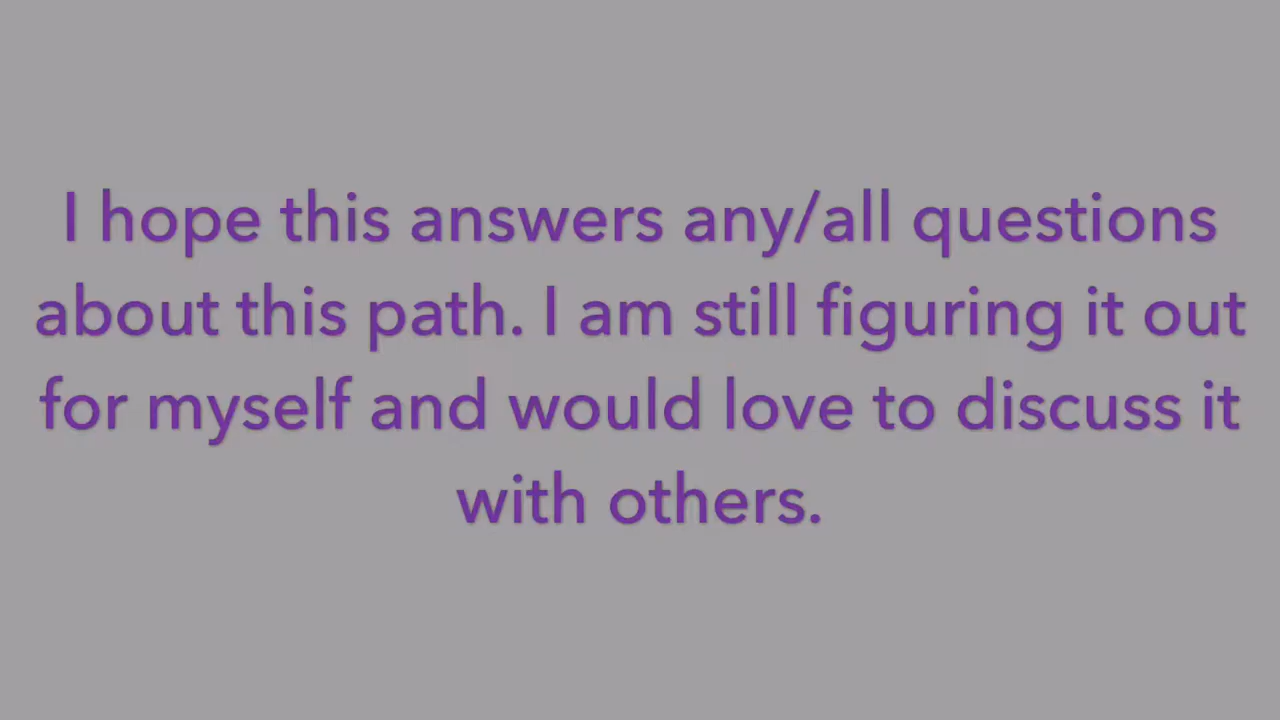 I hope this answers any/all questions
about this path. I am still figuring it out
for myself and would love to discuss it
with others.